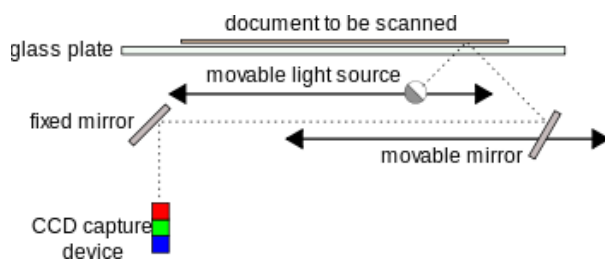 document to be scanned
glass plate
movable light source
fixed mirror
movable mirror
CCD capture
device